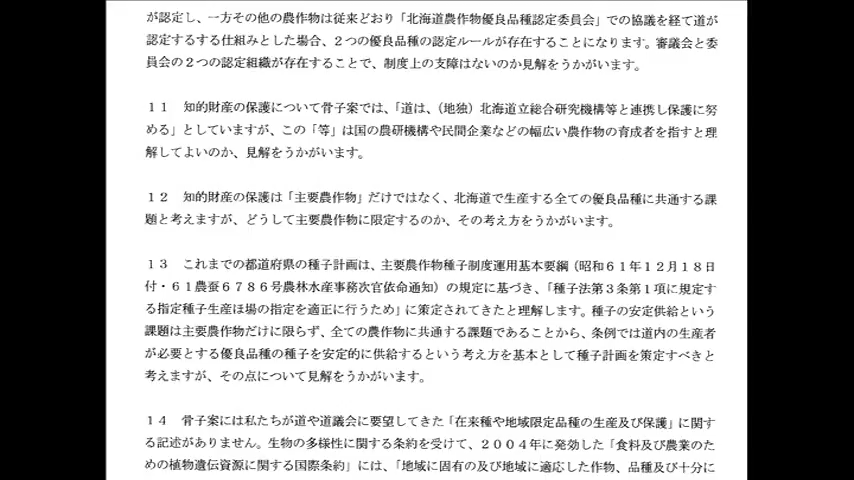 が認定し、一方その他の農作物は従来どおり「北海道農作物優良品種認定委員会」での協議を経て道が
認定するする仕組みとした場合、２つの優良品種の認定ルールが存在することになります。審議会と委
員会の２つの認定組織が存在することで、制度上の支障はないのか見解をうかがいます。
１１　知的財産の保護について骨子案では、「道は、（地独）北海道立総合研究機構等と連携し保護に努
める」としていますが、この「等」は国の農研機構や民間企業などの幅広い農作物の育成者を指すと理
解してよいのか、見解をうかがいます。
１２　知的財産の保護は「主要農作物」だけではなく、北海道で生産する全ての優良品種に共通する課
題と考えますが、どうして主要農作物に限定するのか、その考え方をうかがいます。
１３　これまでの都道府県の種子計画は、主要農作物種子制度運用基本要綱（昭和６１年１２月１８日
付・６１農蚕６７８６号農林水産事務次官依命通知）の規定に基づき、「種子法第３条第１項に規定す
る指定種子生産ほ場の指定を適正に行うため」に策定されてきたと理解します。種子の安定供給という
課題は主要農作物だけに限らず、全ての農作物に共通する課題であることから、条例では道内の生産者
が必要とする優良品種の種子を安定的に供給するという考え方を基本として種子計画を策定すべきと
考えますが、その点について見解をうかがいます。
１４　骨子案には私たちが道や道議会に要望してきた「在来種や地域限定品種の生産及び保護」に関す
る記述がありません。生物の多様性に関する条約を受けて、２００４年に発効した「食料及び農業のた
めの植物遺伝資源に関する国際条約」には、「地域に固有の及び地域に適応した作物、品種及び十分に